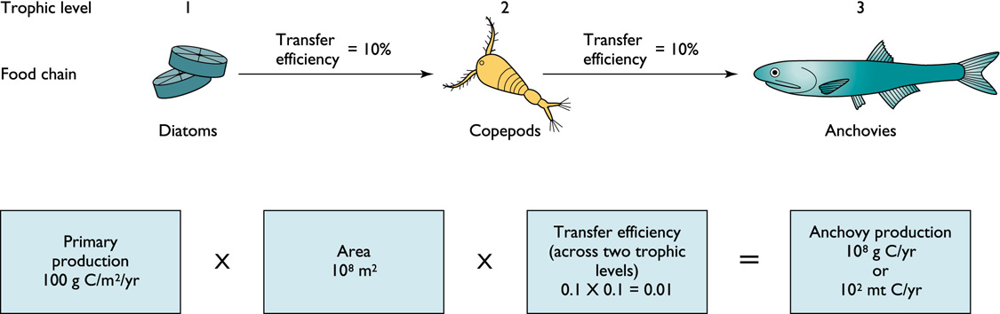 Trophic level 1 2 3
Transfer
efficiency = 10%
Transfer
efficiency = 10%
Food chain
Diatoms Copepods Anchovies
Primary
production
100 g C/m²/yr
X
Area
10⁸ m²
X
Transfer efficiency
(across two trophic
levels)
0.1 X 0.1 = 0.01
=
Anchovy production
10⁸ g C/yr
or
10² mt C/yr